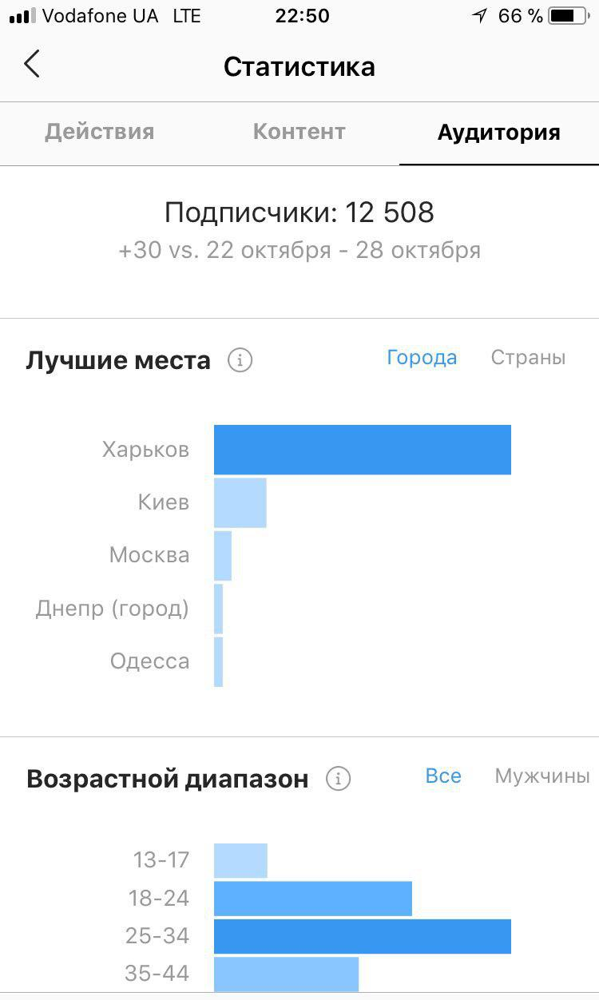 Vodafone UA LTE 22:50 66 %
Статистика
Действия Контент Аудитория
Подписчики: 12 508
+30 vs. 22 октября - 28 октября
Лучшие места Города Страны
Харьков
Киев
Москва
Днепр (город)
Одесса
Возрастной диапазон Все Мужчины
13-17
18-24
25-34
35-44